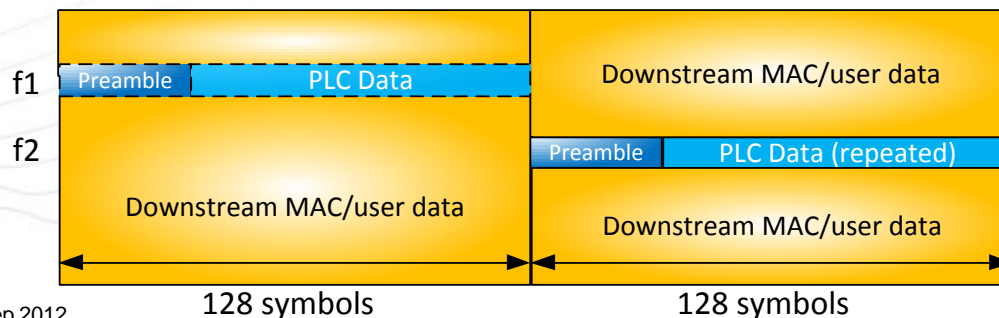 f1
Preamble
PLC Data
Downstream MAC/user data
f2
Preamble
PLC Data (repeated)
Downstream MAC/user data
Downstream MAC/user data
128 symbols
128 symbols
2012